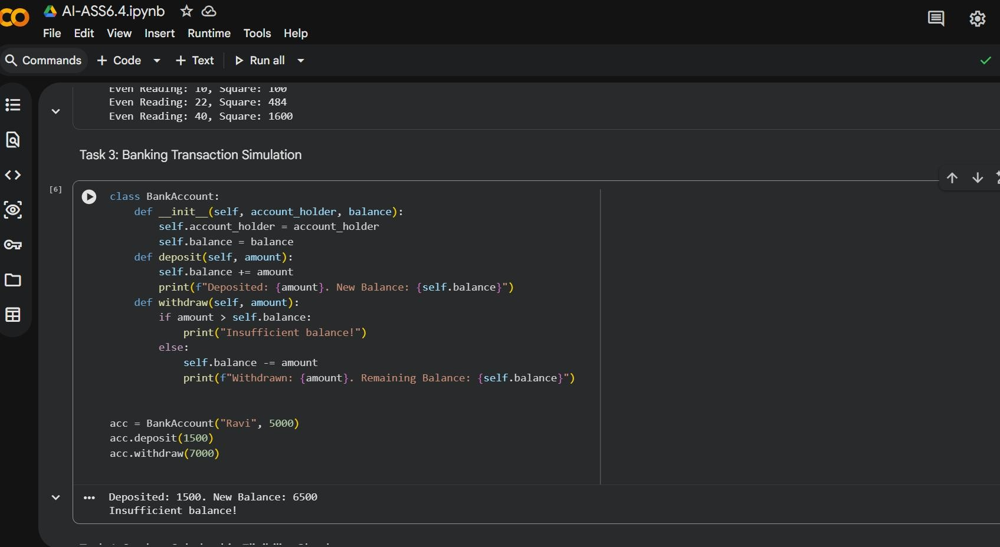 AI-ASS6.4.ipynb
File Edit View Insert Runtime Tools Help
Commands + Code + Text Run all
Even Reading: 10, Square: 100
Even Reading: 22, Square: 484
Even Reading: 40, Square: 1600
Task 3: Banking Transaction Simulation
[6]
class BankAccount:
    def __init__(self, account_holder, balance):
        self.account_holder = account_holder
        self.balance = balance
    def deposit(self, amount):
        self.balance += amount
        print(f"Deposited: {amount}. New Balance: {self.balance}")
    def withdraw(self, amount):
        if amount > self.balance:
            print("Insufficient balance!")
        else:
            self.balance -= amount
            print(f"Withdrawn: {amount}. Remaining Balance: {self.balance}")
acc = BankAccount("Ravi", 5000)
acc.deposit(1500)
acc.withdraw(7000)
Deposited: 1500. New Balance: 6500
Insufficient balance!